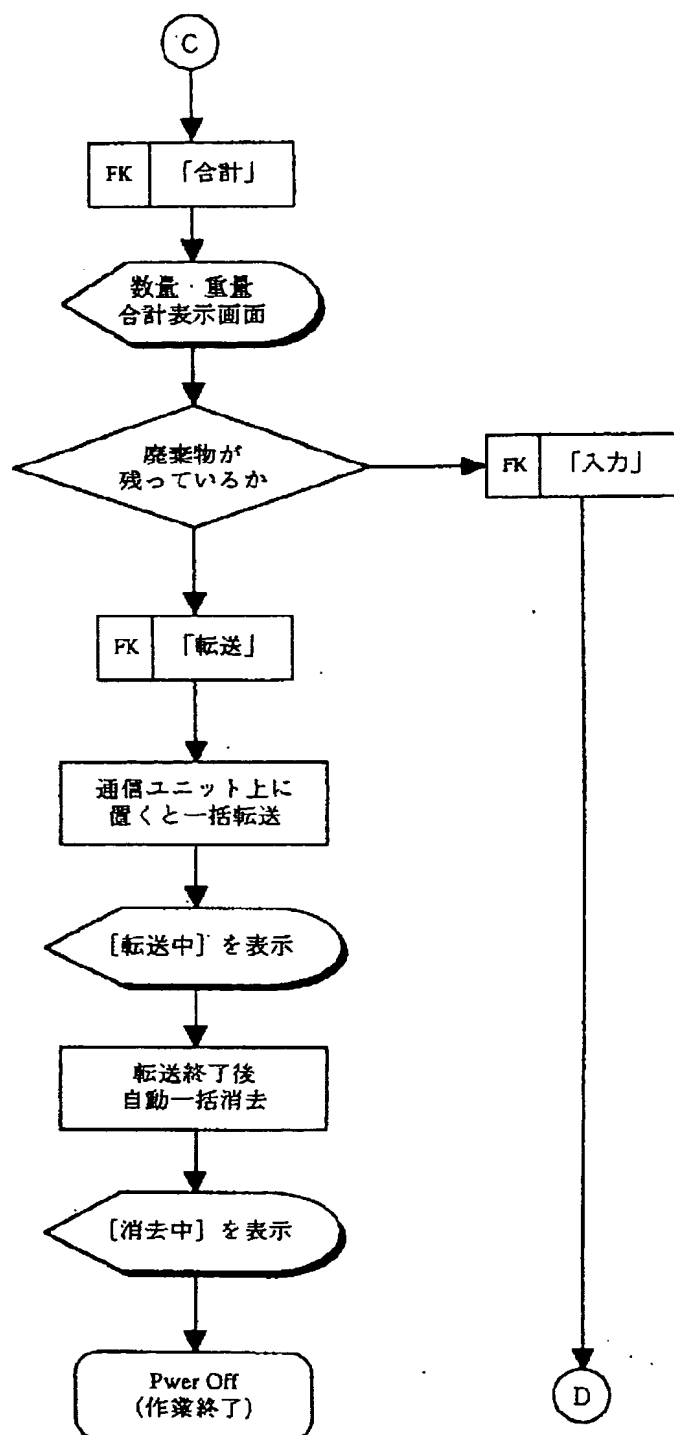 C
FK 「合計」
数量・重量
合計表示画面
廃棄物が
残っているか
FK 「入力」
FK 「転送」
通信ユニット上に
置くと一括転送
[転送中] を表示
転送終了後
自動一括消去
[消去中] を表示
Pwer Off
(作業終了)
D